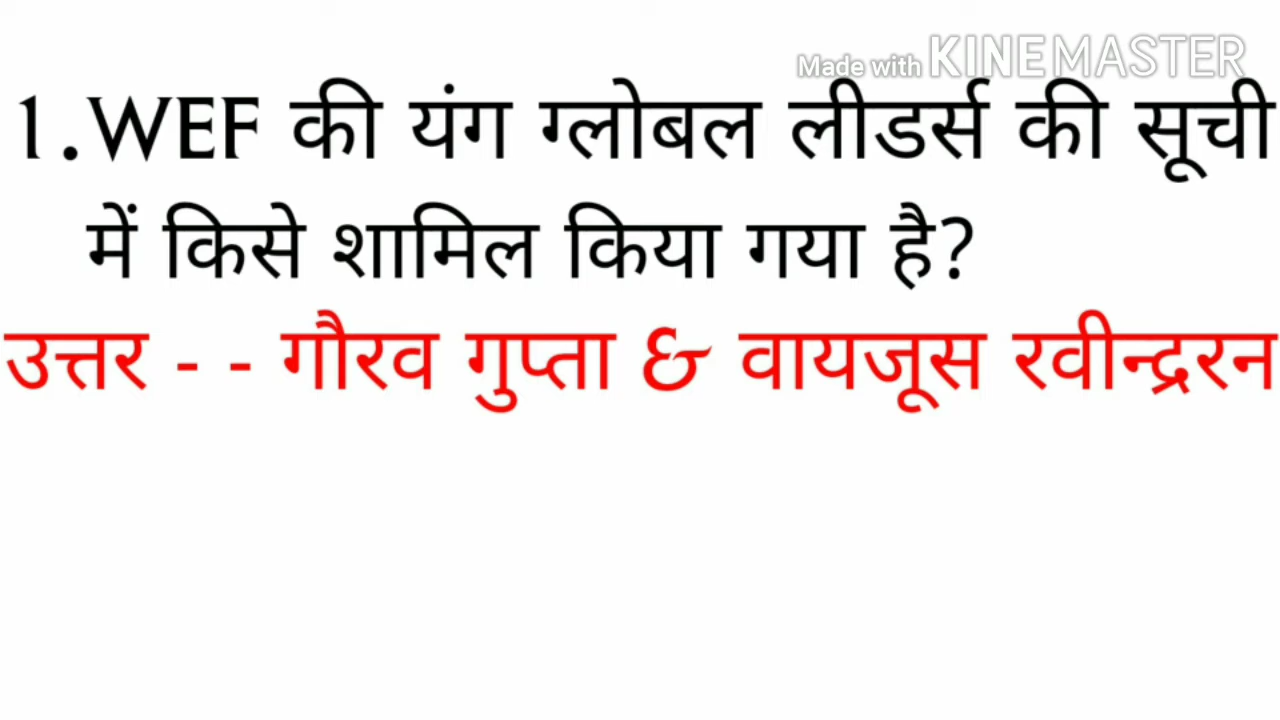 Made with KINEMASTER
1.WEF की यंग ग्लोबल लीडर्स की सूची
में किसे शामिल किया गया है?
उत्तर - - गौरव गुप्ता & वायजूस रवीन्द्ररन